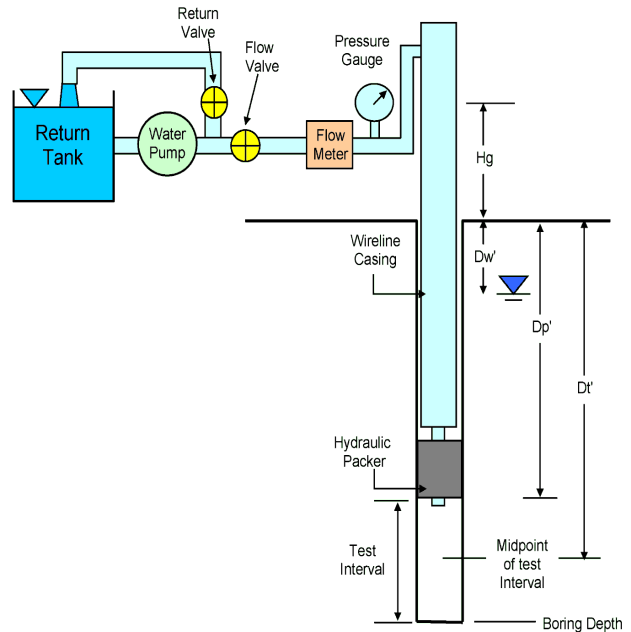 Return
Valve
Flow
Valve
Pressure
Gauge
Return
Tank
Water
Pump
Flow
Meter
Hg
Wireline
Casing
Dw'
Dp'
Dt'
Hydraulic
Packer
Test
Interval
Midpoint
of test
Interval
Boring Depth